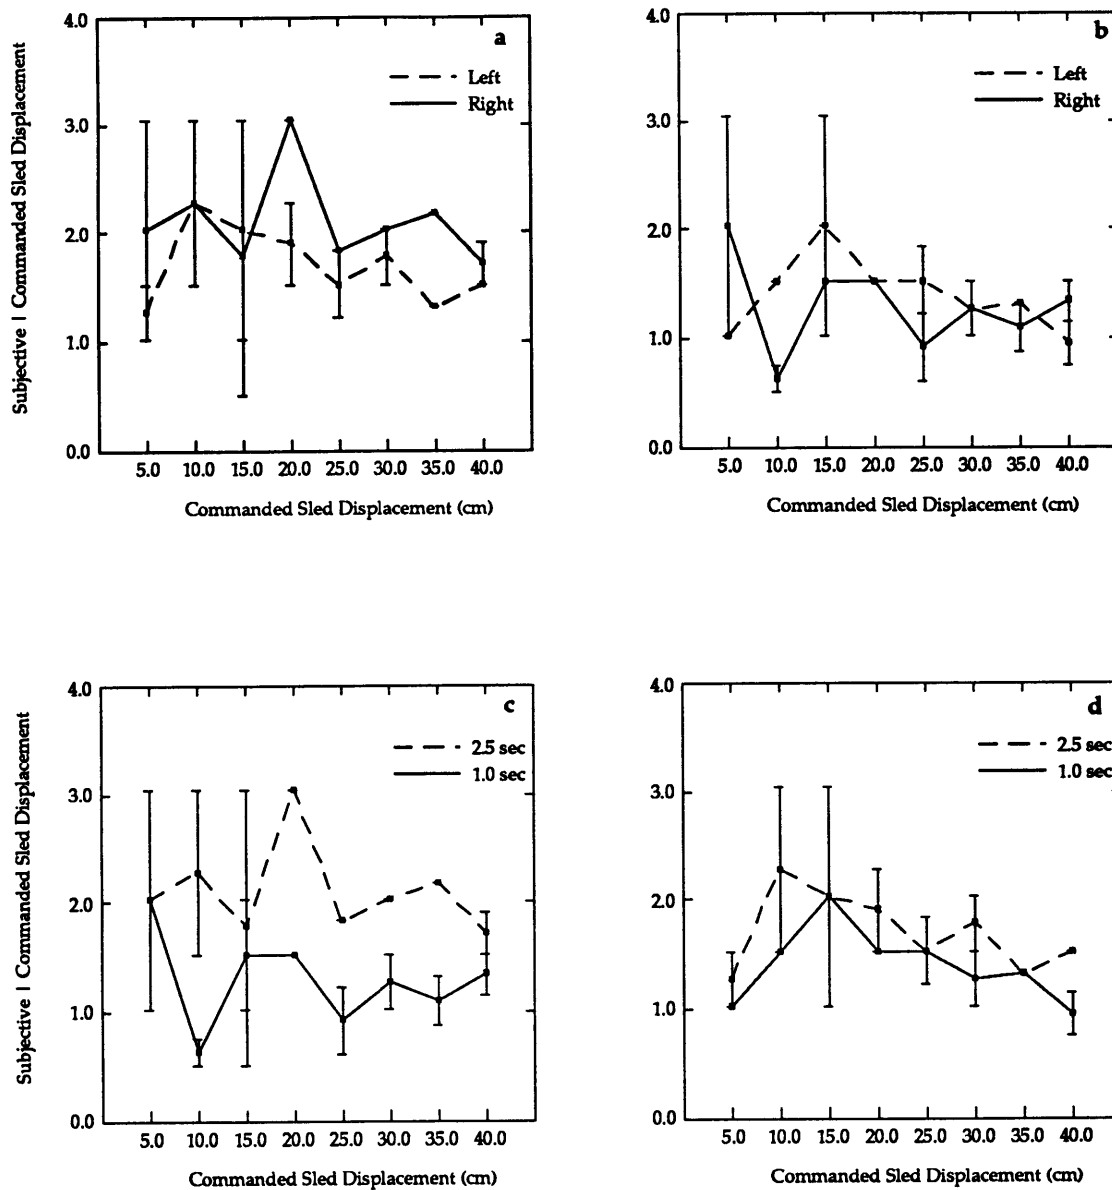 4.0
a
Left
Right
3.0
2.0
1.0
0.0
5.0 10.0 15.0 20.0 25.0 30.0 35.0 40.0
Subjective | Commanded Sled Displacement
Commanded Sled Displacement (cm)
4.0
b
Left
Right
3.0
2.0
1.0
0.0
5.0 10.0 15.0 20.0 25.0 30.0 35.0 40.0
Commanded Sled Displacement (cm)
4.0
c
2.5 sec
1.0 sec
3.0
2.0
1.0
0.0
5.0 10.0 15.0 20.0 25.0 30.0 35.0 40.0
Subjective | Commanded Sled Displacement
Commanded Sled Displacement (cm)
4.0
d
2.5 sec
1.0 sec
3.0
2.0
1.0
0.0
5.0 10.0 15.0 20.0 25.0 30.0 35.0 40.0
Commanded Sled Displacement (cm)